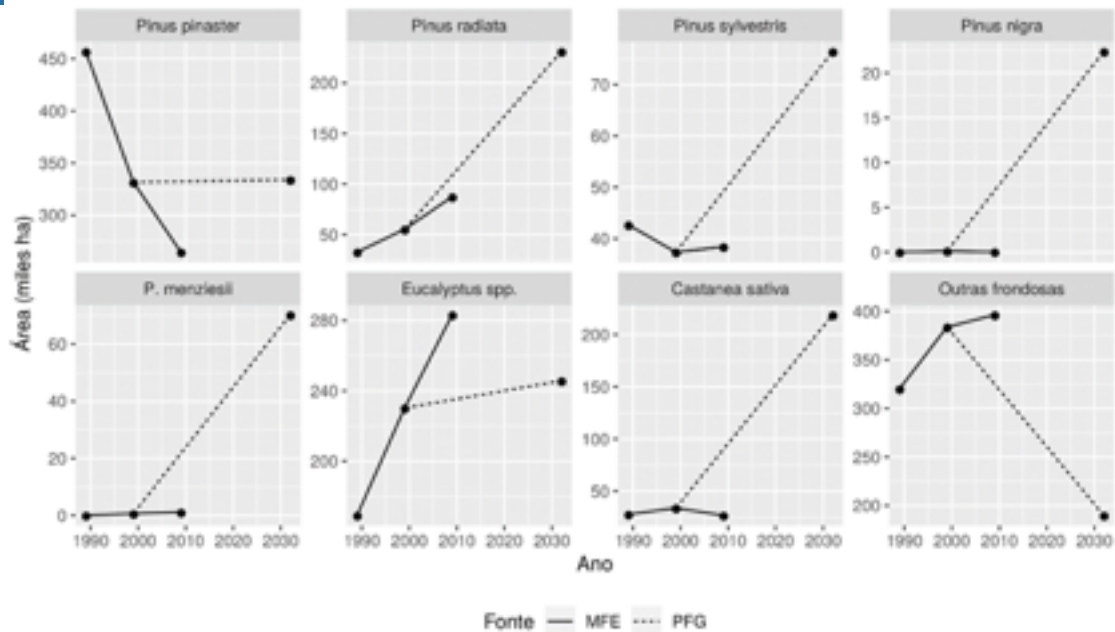 Pinus pinaster
Pinus radiata
Pinus sylvestris
Pinus nigra
450
400
350
300
200
150
100
50
70
60
50
40
20
15
10
5
0
Área (miles ha)
P. menziesii
Eucalyptus spp.
Castanea sativa
Outras frondosas
60
40
20
0
280
240
200
200
150
100
50
400
350
300
250
200
1990 2000 2010 2020 2030
1990 2000 2010 2020 2030
1990 2000 2010 2020 2030
1990 2000 2010 2020 2030
Ano
Fonte MFE PFG